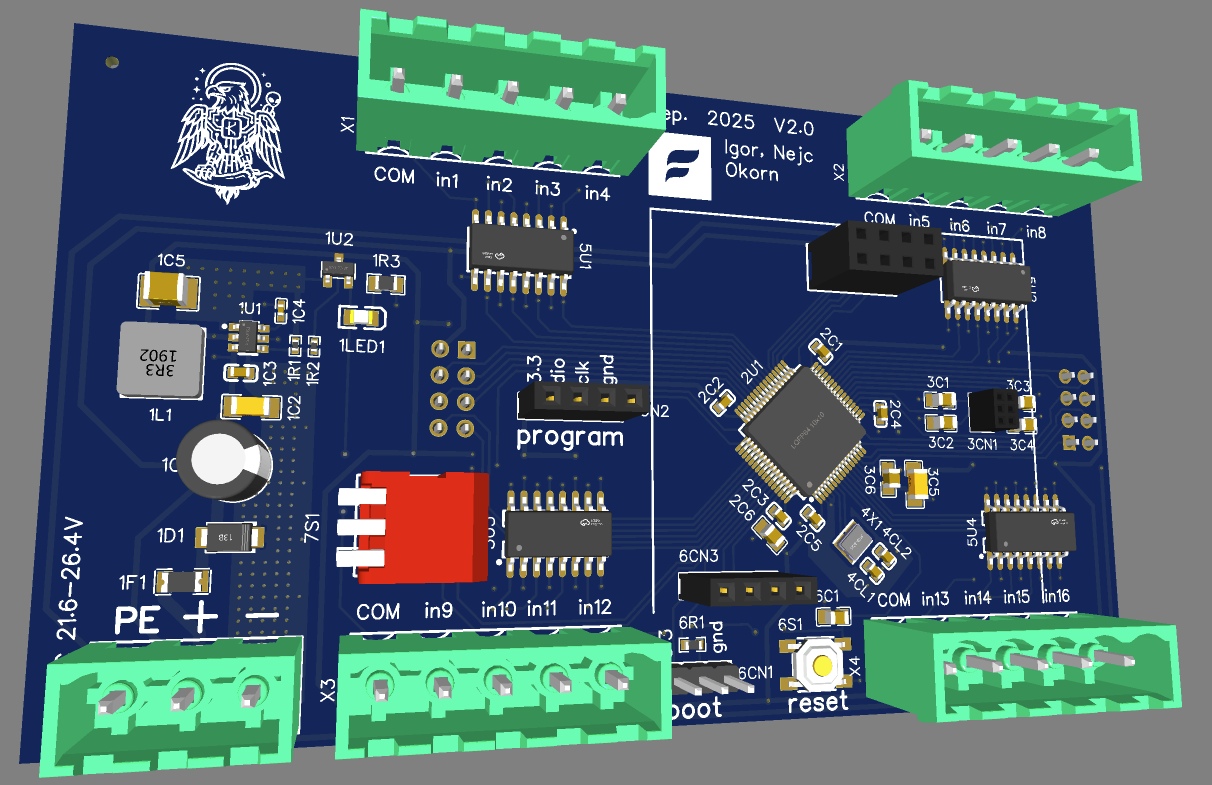 ep. 2025 V2.0
Igor, Nejc
Okorn
X1
X2
K
COM in1 in2 in3 in4
COM in5 in6 in7 in8
1U2
5U1
1C5
1R3
1U1
1C4
1LED1
3R3
1902
1C3
1R1
1R2
1L1
1C2
3.3
dio
clk
gnd
program
2C1
2U1
2C2
LQFP64 10x10
2C4
3C1
3C2
3C3
3CN1
3C4
3C6
3C5
2C3
2C6
2C5
4X1
4CL2
4CL1
5U4
7S1
1D1
138
1F1
21.6-26.4V
PE + -
COM in9 in10 in11 in12
6CN3
6C1
COM in13 in14 in15 in16
6R1
gnd
6S1
6CN1
X3
X4
boot
reset